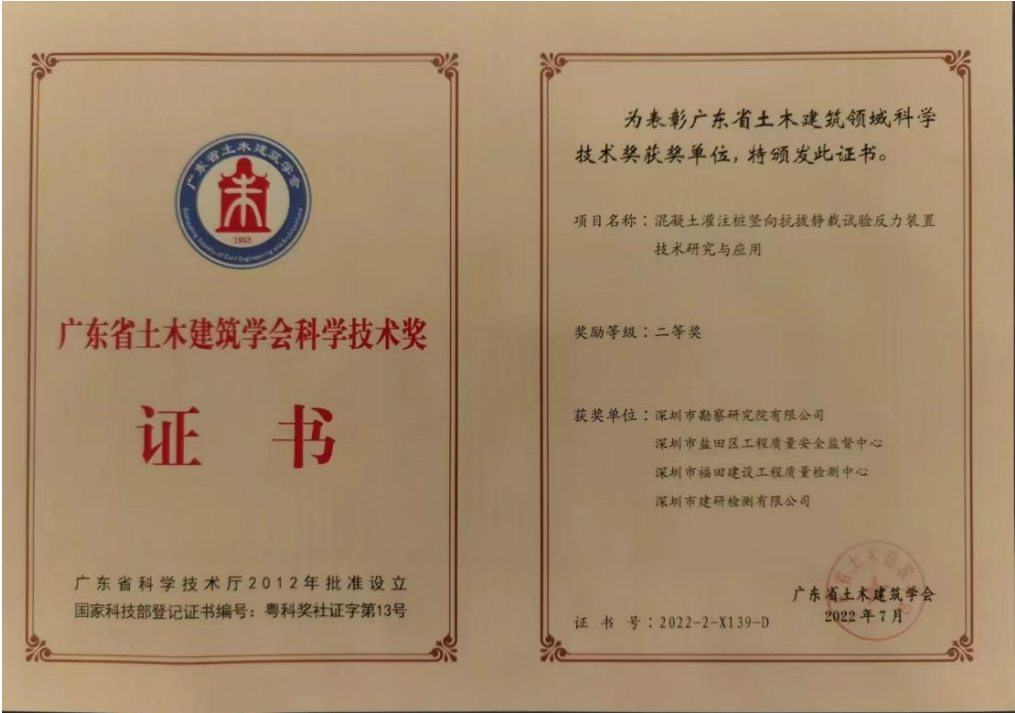 广东省土木建筑学会
Guangdong Society of Civil Engineering and Architecture
1953
广东省土木建筑学会科学技术奖
证 书
广东省科学技术厅2012年批准设立
国家科技部登记证书编号：粤科奖社证字第13号
为表彰广东省土木建筑领域科学
技术奖获奖单位，特颁发此证书。
项目名称：混凝土灌注桩竖向抗拔静载试验反力装置
技术研究与应用
奖励等级：二等奖
获奖单位：深圳市勘察研究院有限公司
深圳市盐田区工程质量安全监督中心
深圳市福田建设工程质量检测中心
深圳市建研检测有限公司
广东省土木建筑学会
2022年7月
证 书 号：2022-2-X139-D